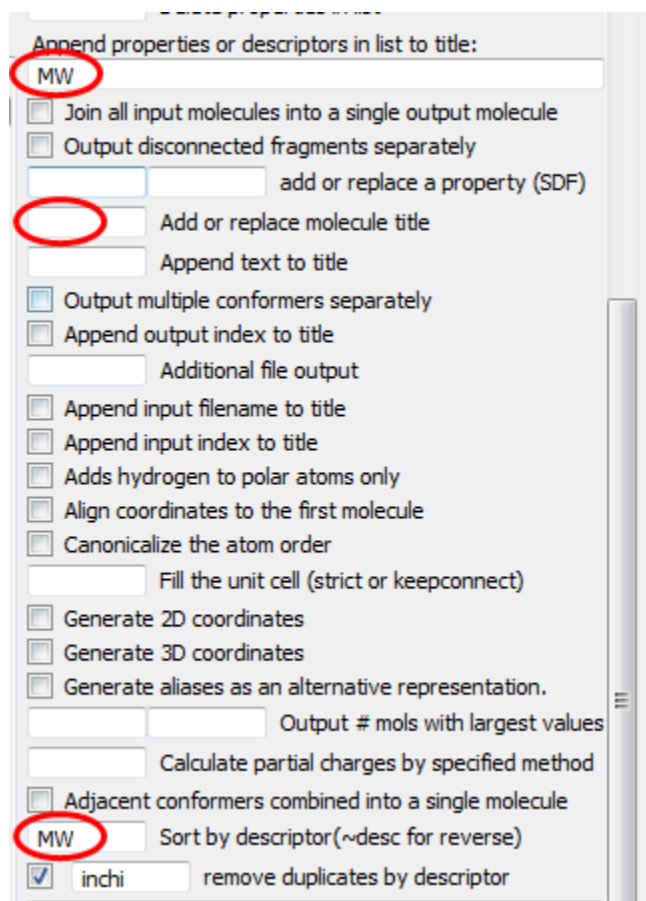 Append properties or descriptors in list to title:
MW
Join all input molecules into a single output molecule
Output disconnected fragments separately
add or replace a property (SDF)
Add or replace molecule title
Append text to title
Output multiple conformers separately
Append output index to title
Additional file output
Append input filename to title
Append input index to title
Adds hydrogen to polar atoms only
Align coordinates to the first molecule
Canonicalize the atom order
Fill the unit cell (strict or keepconnect)
Generate 2D coordinates
Generate 3D coordinates
Generate aliases as an alternative representation.
Output # mols with largest values
Calculate partial charges by specified method
Adjacent conformers combined into a single molecule
MW Sort by descriptor(~desc for reverse)
inchi remove duplicates by descriptor